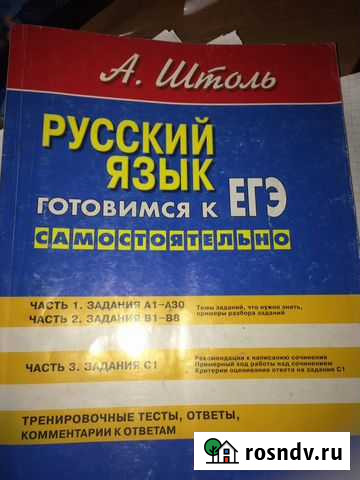 А. Штоль
РУССКИЙ
ЯЗЫК
ГОТОВИМСЯ К ЕГЭ
САМОСТОЯТЕЛЬНО
ЧАСТЬ 1. ЗАДАНИЯ А1–А30 Темы заданий, что нужно знать,
ЧАСТЬ 2. ЗАДАНИЯ В1–В8 примеры разбора заданий
ЧАСТЬ 3. ЗАДАНИЯ С1 Рекомендации к написанию сочинения
Примерный ход работы над сочинением
Критерии оценивания ответа на задание С1
ТРЕНИРОВОЧНЫЕ ТЕСТЫ, ОТВЕТЫ,
КОММЕНТАРИИ К ОТВЕТАМ
rosndv.ru